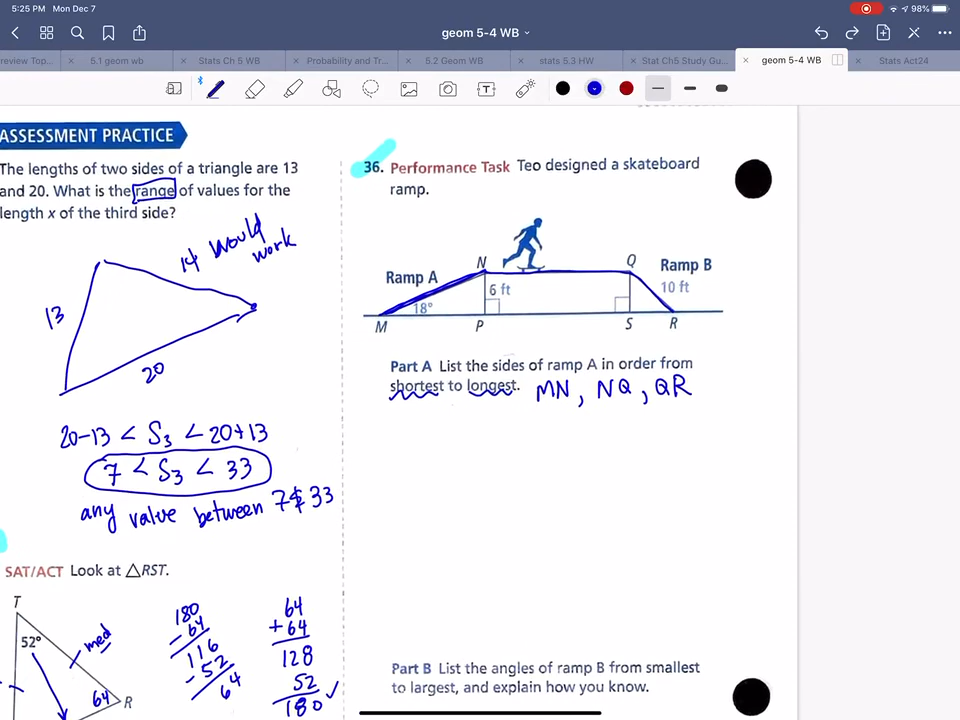 5:25 PM Mon Dec 7
98%
geom 5-4 WB
review Top...
5.1 geom wb
Stats Ch 5 WB
Probability and Tr...
5.2 Geom WB
stats 5.3 HW
Stat Ch5 Study Gu...
geom 5-4 WB
Stats Act24
ASSESSMENT PRACTICE
The lengths of two sides of a triangle are 13
and 20. What is the range of values for the
length x of the third side?
14 would
work
13
20
20-13 < S3 < 20+13
7 < S3 < 33
any value between 7 & 33
SAT/ACT Look at △RST.
T
52°
med
64
R
180
-64
116
-52
64
64
+64
128
52
180 ✓
36. Performance Task Teo designed a skateboard
ramp.
N
Q
Ramp A
Ramp B
6 ft
10 ft
18°
M
P
S
R
Part A List the sides of ramp A in order from
shortest to longest. MN, NQ, QR
Part B List the angles of ramp B from smallest
to largest, and explain how you know.